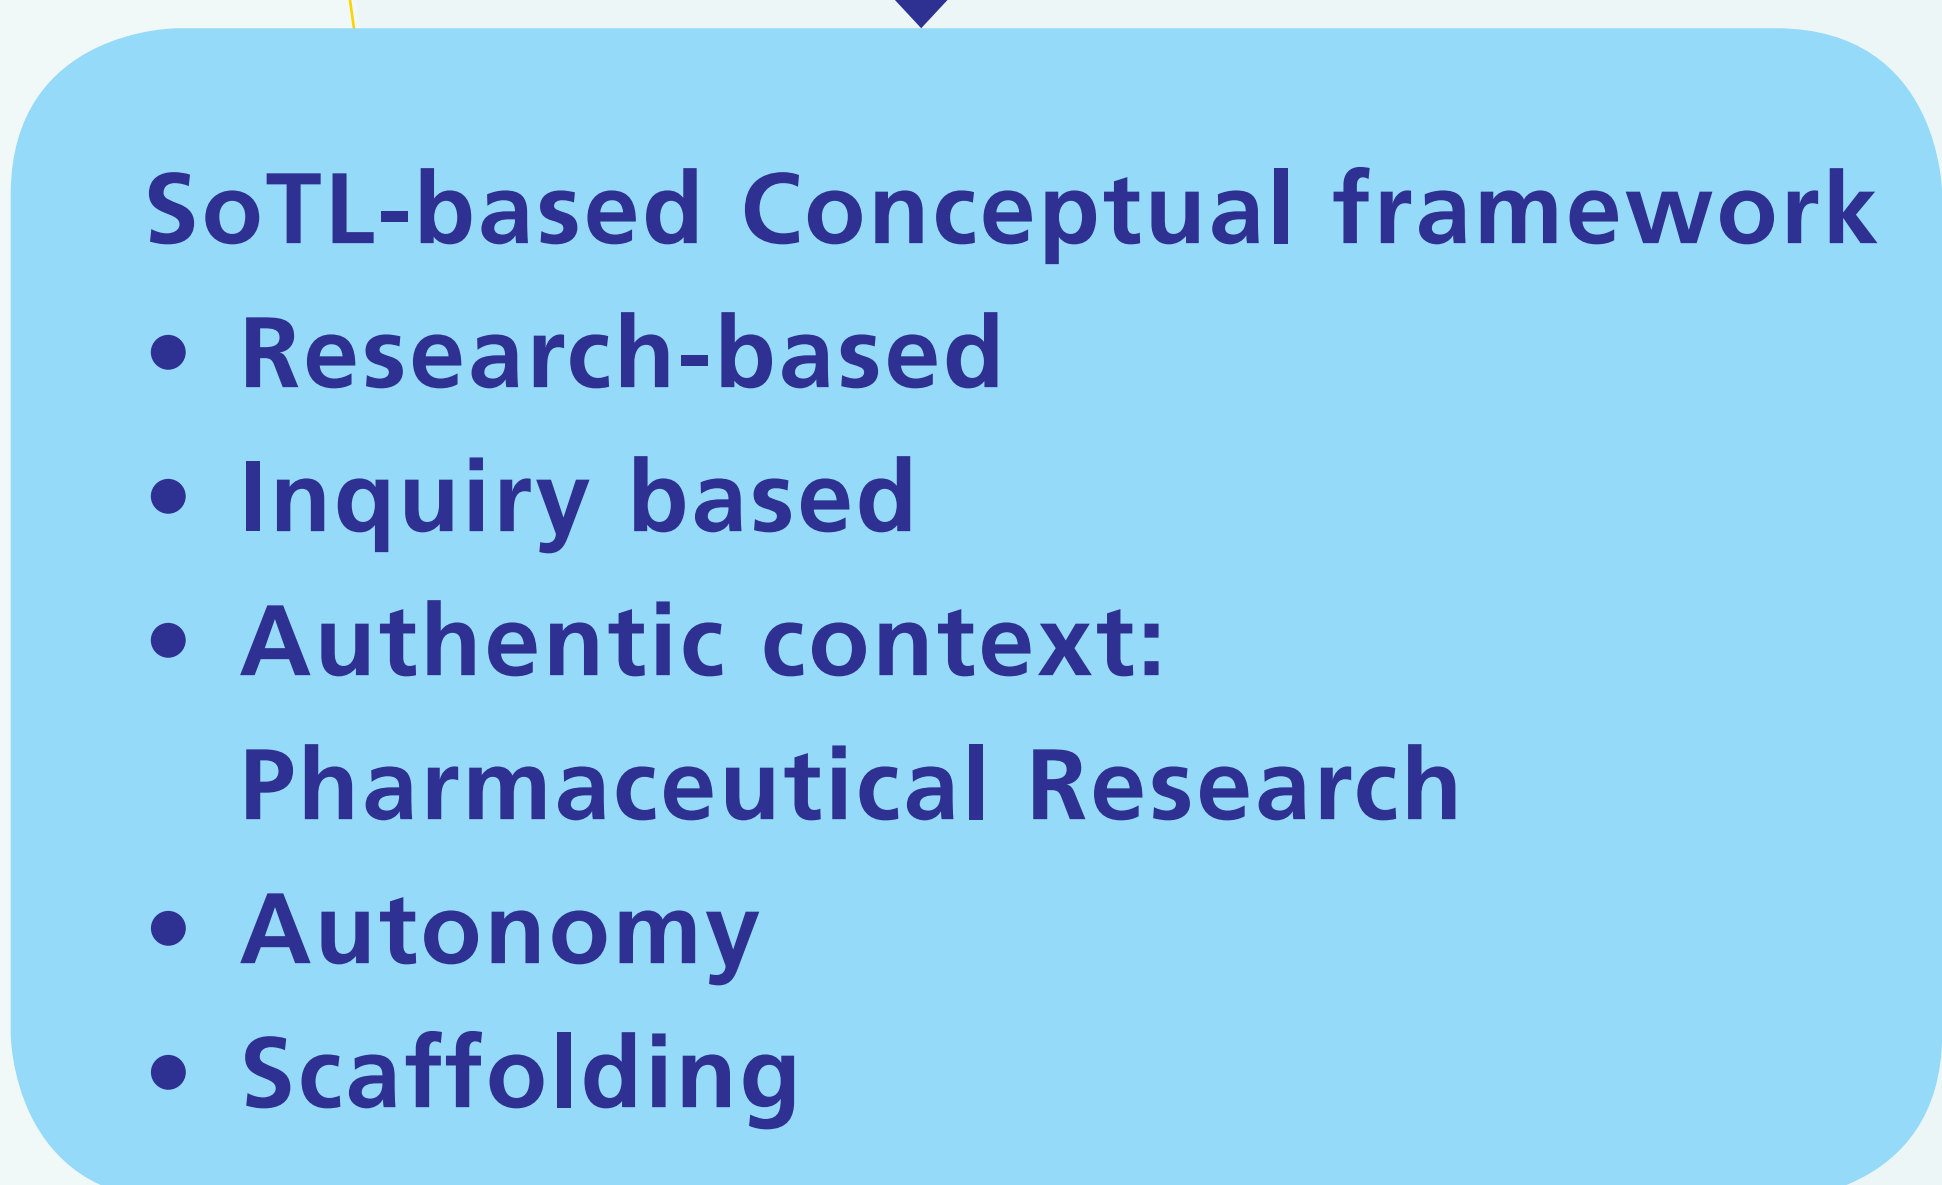 SoTL-based Conceptual framework
• Research-based
• Inquiry based
• Authentic context:
Pharmaceutical Research
• Autonomy
• Scaffolding